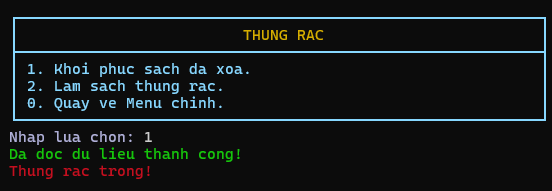 THUNG RAC
1. Khoi phuc sach da xoa.
2. Lam sach thung rac.
0. Quay ve Menu chinh.
Nhap lua chon: 1
Da doc du lieu thanh cong!
Thung rac trong!